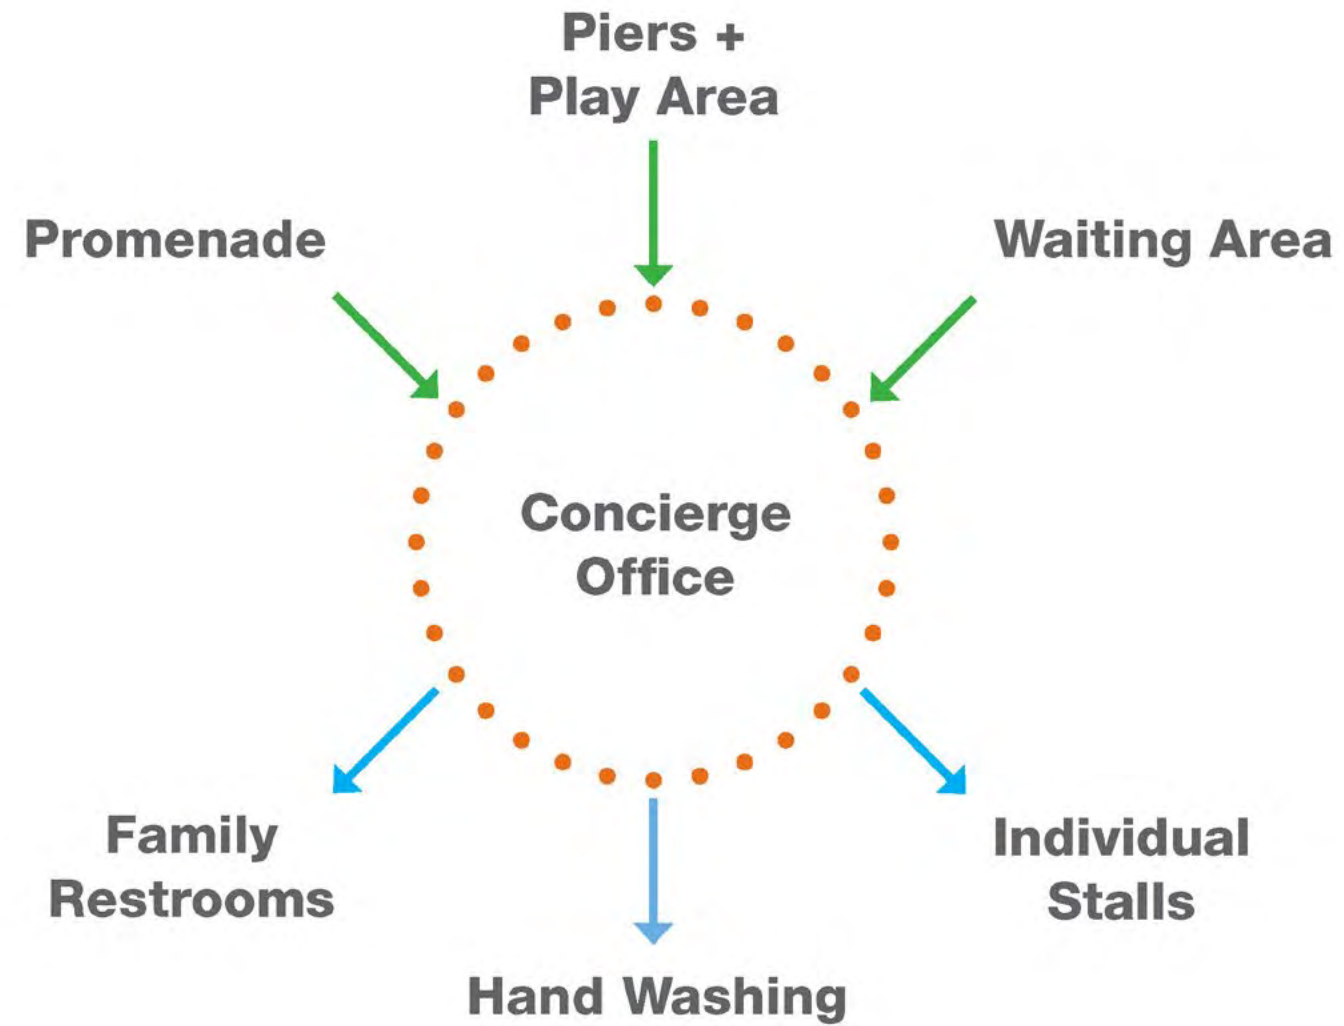 Piers +
Play Area
Promenade
Waiting Area
Concierge
Office
Family
Restrooms
Individual
Stalls
Hand Washing